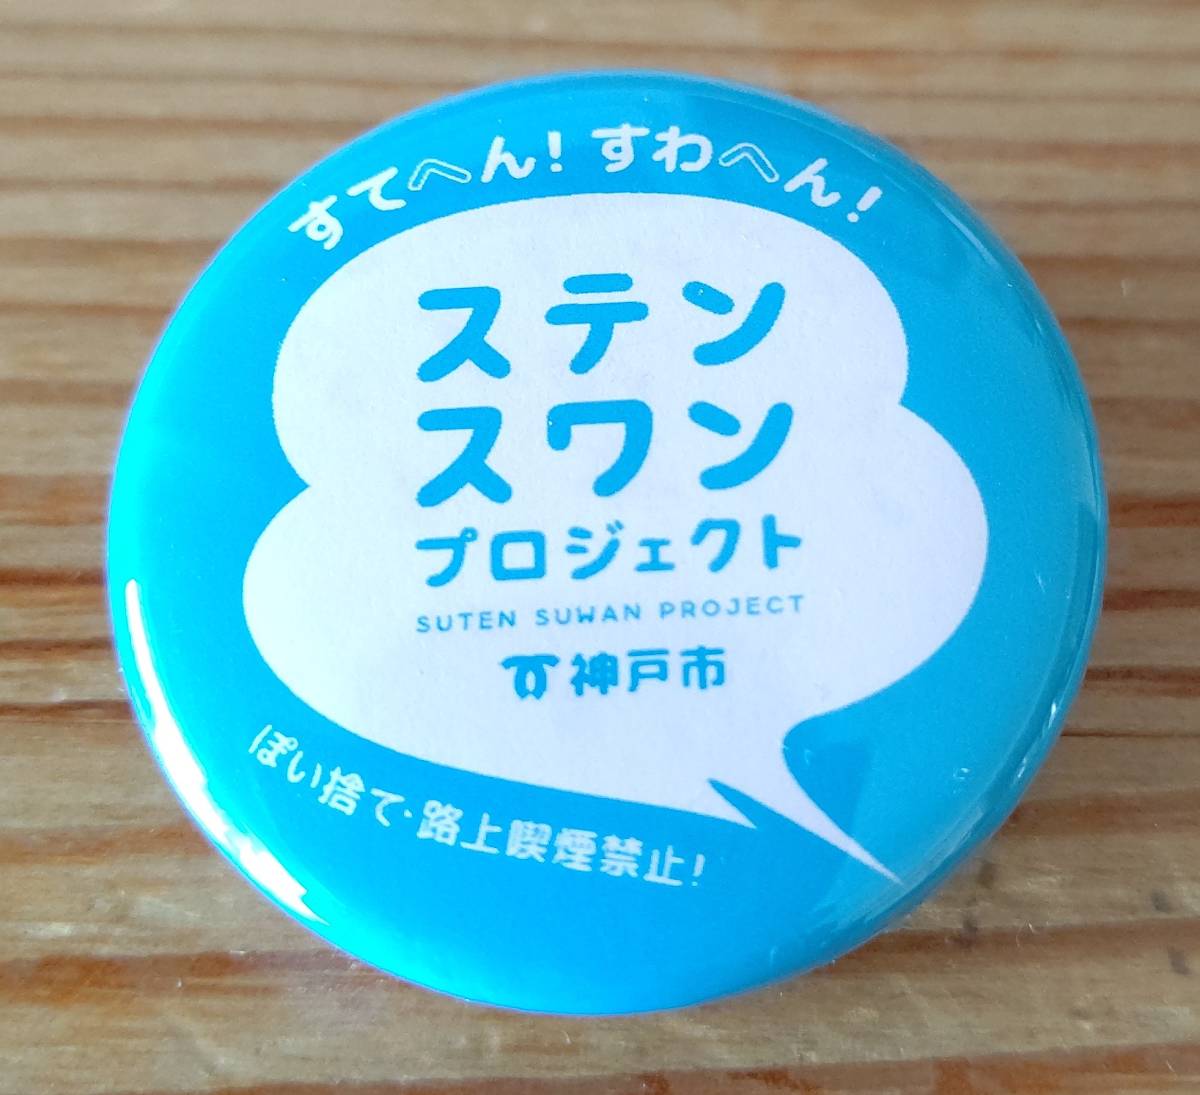 すてへん!すわへん!
ステン
スワン
プロジェクト
SUTEN SUWAN PROJECT
神戸市
ぽい捨て・路上喫煙禁止!